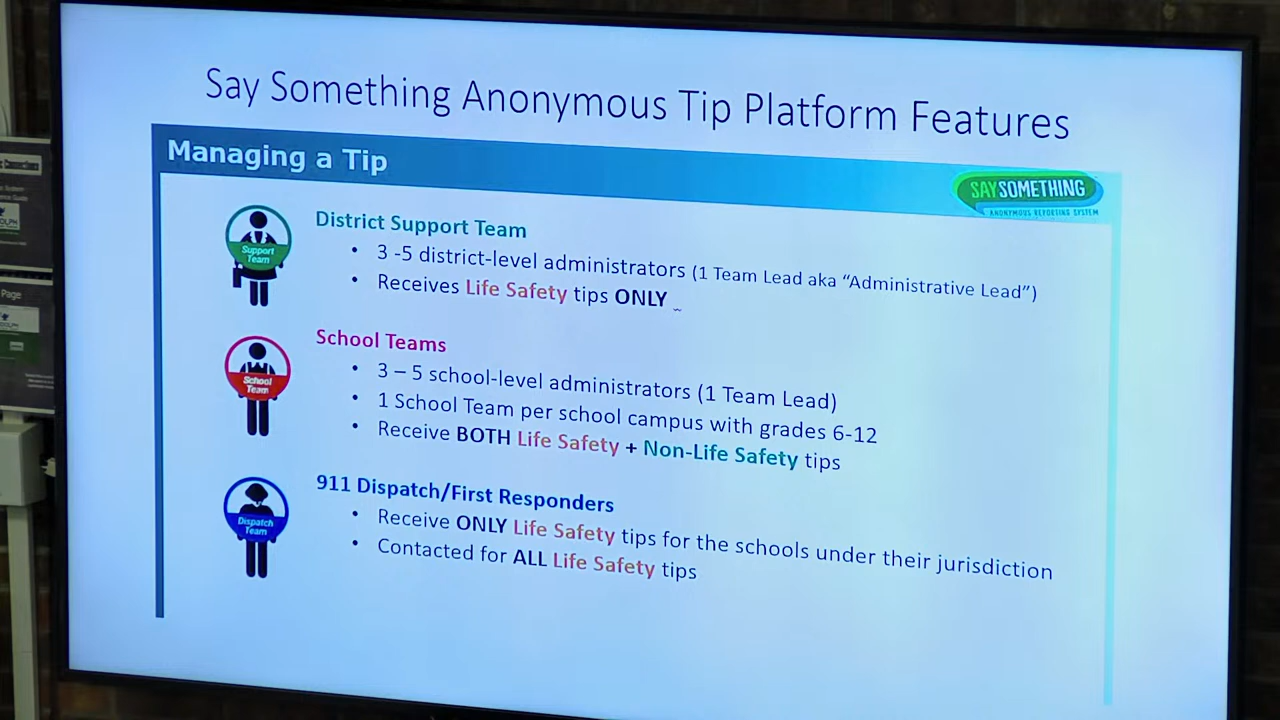 Say Something Anonymous Tip Platform Features
Managing a Tip
SAYSOMETHING
ANONYMOUS REPORTING SYSTEM
Support
Team
District Support Team
• 3 -5 district-level administrators (1 Team Lead aka “Administrative Lead”)
• Receives Life Safety tips ONLY
School
Team
School Teams
• 3 – 5 school-level administrators (1 Team Lead)
• 1 School Team per school campus with grades 6-12
• Receive BOTH Life Safety + Non-Life Safety tips
Dispatch
Team
911 Dispatch/First Responders
• Receive ONLY Life Safety tips for the schools under their jurisdiction
• Contacted for ALL Life Safety tips
Page